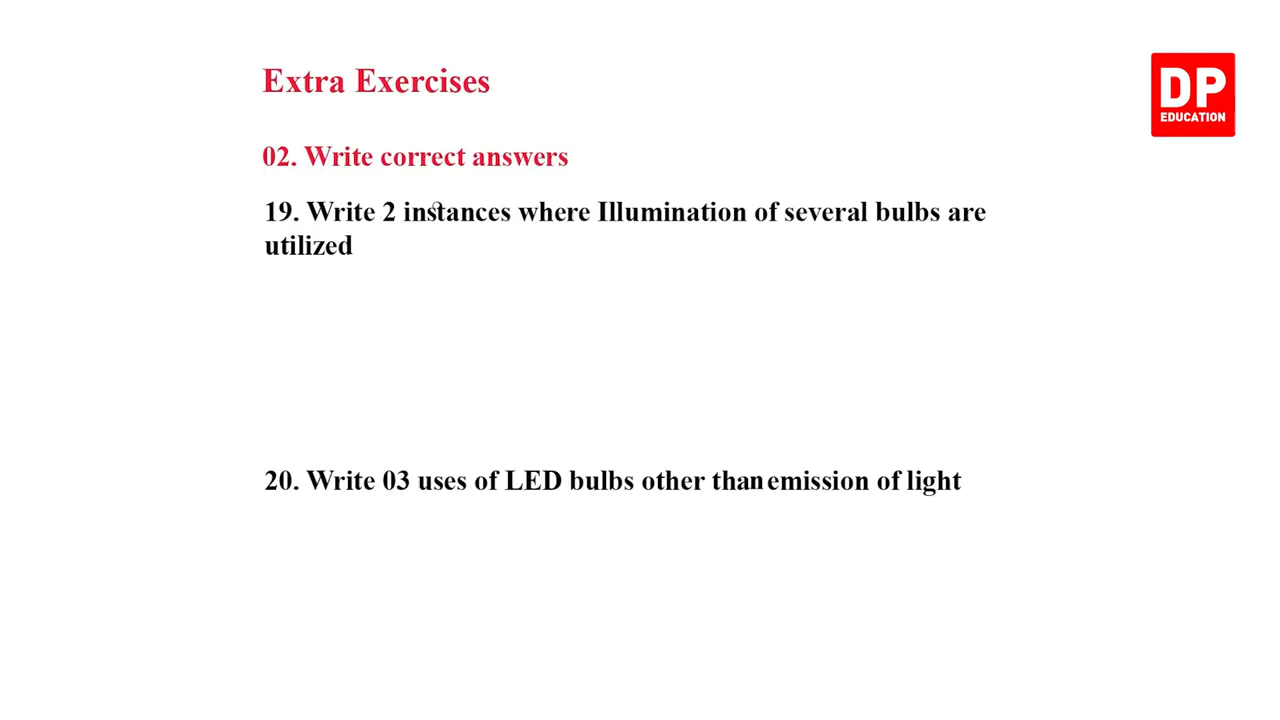 DP
EDUCATION
Extra Exercises
02. Write correct answers
19. Write 2 instances where Illumination of several bulbs are
utilized
20. Write 03 uses of LED bulbs other than emission of light